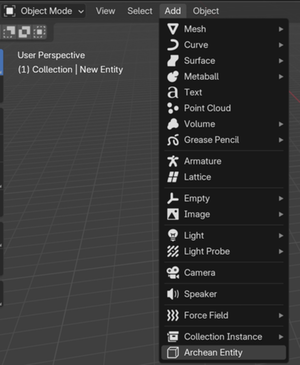 Object Mode View Select Add Object
User Perspective
(1) Collection | New Entity
Mesh
Curve
Surface
Metaball
Text
Point Cloud
Volume
Grease Pencil
Armature
Lattice
Empty
Image
Light
Light Probe
Camera
Speaker
Force Field
Collection Instance
Archean Entity